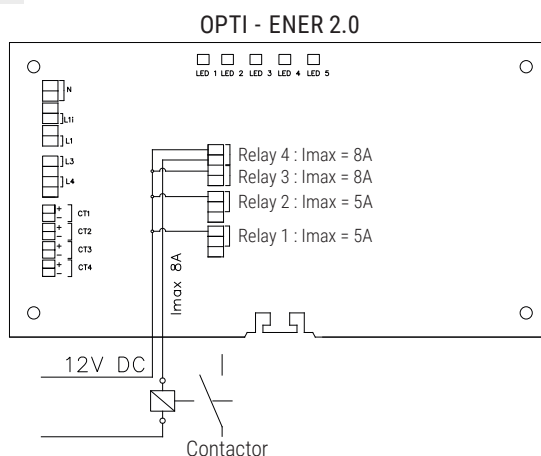 OPTI - ENER 2.0
LED 1 LED 2 LED 3 LED 4 LED 5
N
L1i
L1
L3
L4
+
-
CT1
+
-
CT2
+
-
CT3
+
-
CT4
Relay 4 : Imax = 8A
Relay 3 : Imax = 8A
Relay 2 : Imax = 5A
Relay 1 : Imax = 5A
Imax 8A
12V DC
Contactor